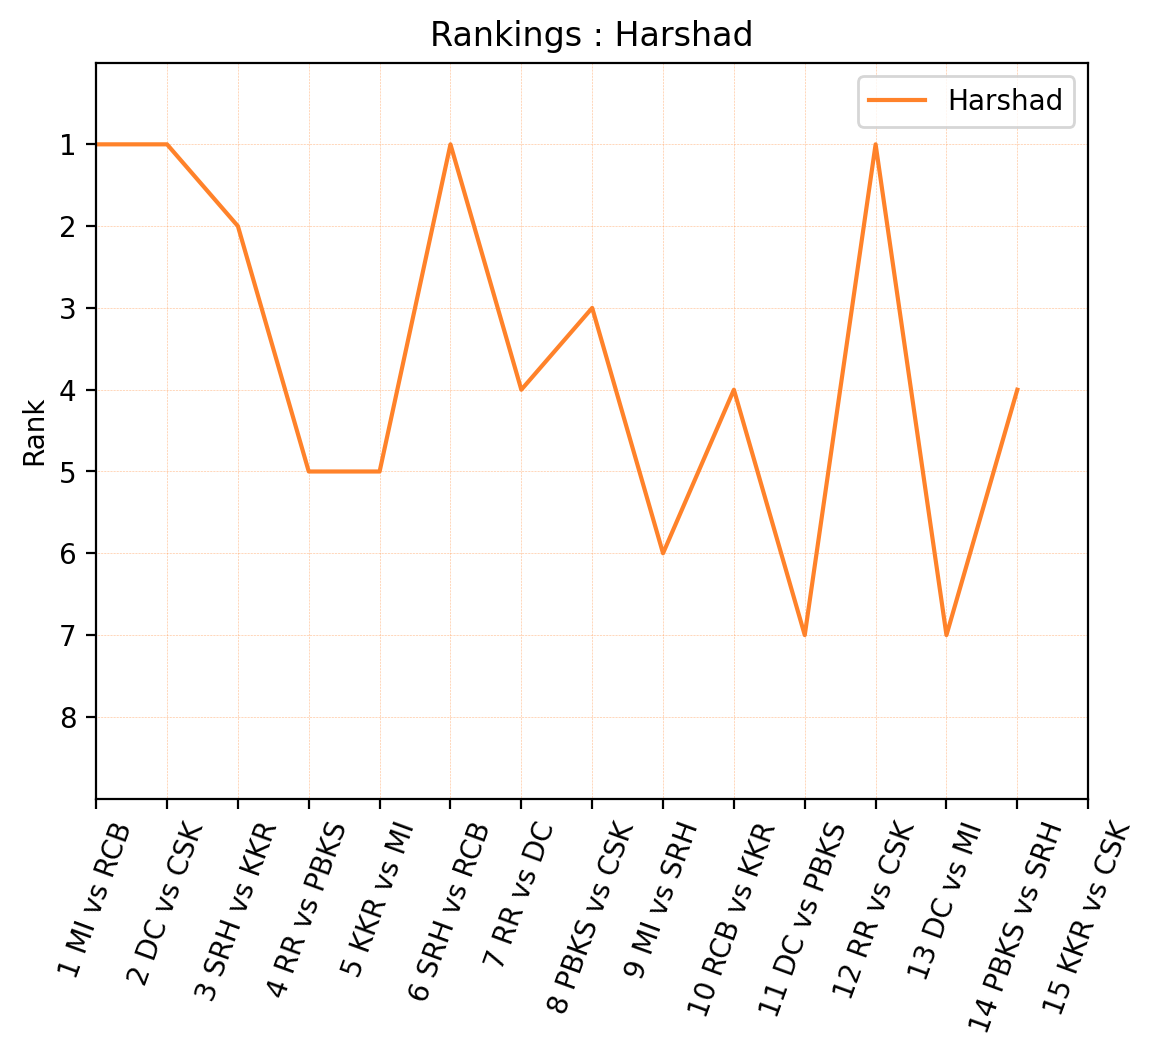 Rankings : Harshad
Harshad
Rank
1
2
3
4
5
6
7
8
1 MI vs RCB
2 DC vs CSK
3 SRH vs KKR
4 RR vs PBKS
5 KKR vs MI
6 SRH vs RCB
7 RR vs DC
8 PBKS vs CSK
9 MI vs SRH
10 RCB vs KKR
11 DC vs PBKS
12 RR vs CSK
13 DC vs MI
14 PBKS vs SRH
15 KKR vs CSK